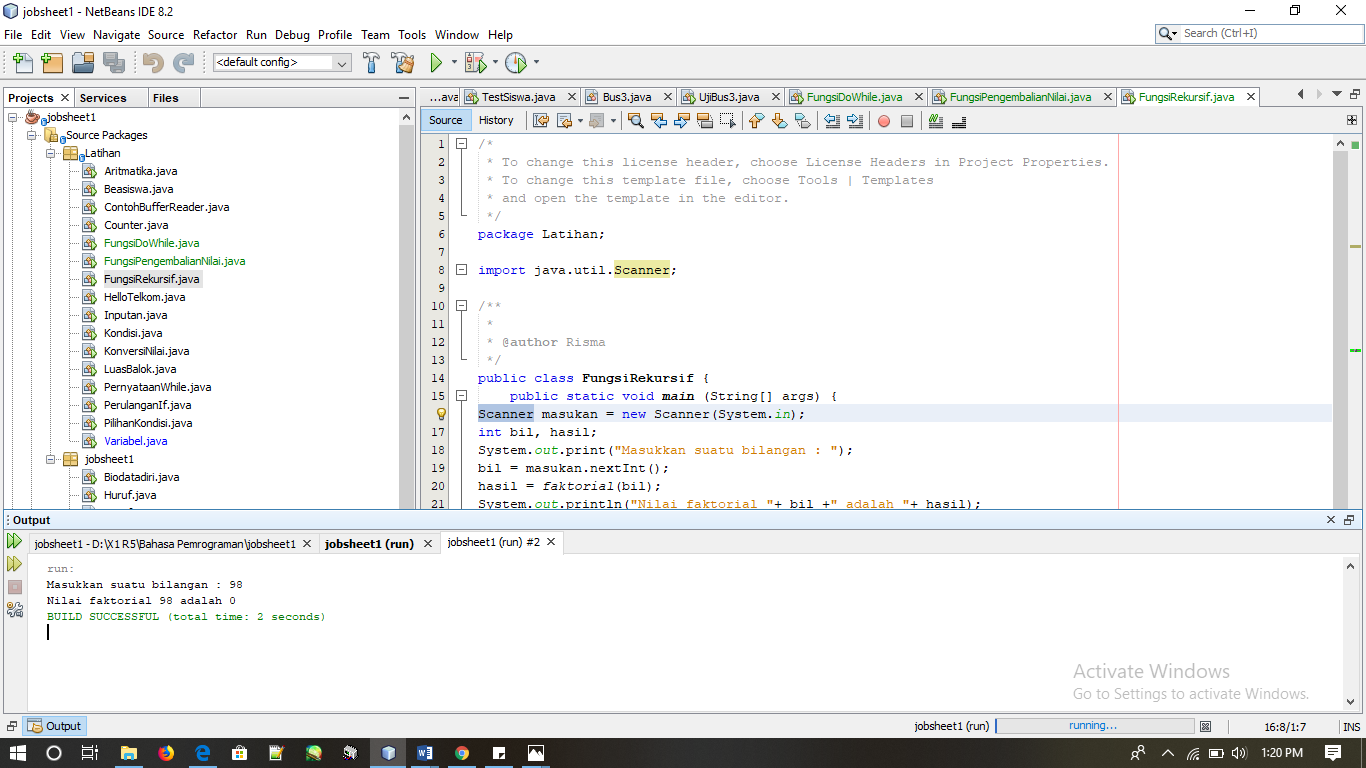 jobsheet1 - NetBeans IDE 8.2
File Edit View Navigate Source Refactor Run Debug Profile Team Tools Window Help
Search (Ctrl+I)
<default config>
Projects Services Files
...ava TestSiswa.java Bus3.java UjiBus3.java FungsiDoWhile.java FungsiPengembalianNilai.java FungsiRekursif.java
Source History
jobsheet1
Source Packages
Latihan
Aritmatika.java
Beasiswa.java
ContohBufferReader.java
Counter.java
FungsiDoWhile.java
FungsiPengembalianNilai.java
FungsiRekursif.java
HelloTelkom.java
Inputan.java
Kondisi.java
KonversiNilai.java
LuasBalok.java
PernyataanWhile.java
PerulanganIf.java
PilihanKondisi.java
Variabel.java
jobsheet1
Biodatadiri.java
Huruf.java
1 /*
2 * To change this license header, choose License Headers in Project Properties.
3 * To change this template file, choose Tools | Templates
4 * and open the template in the editor.
5 */
6 package Latihan;
7
8 import java.util.Scanner;
9
10 /**
11 *
12 * @author Risma
13 */
14 public class FungsiRekursif {
15 public static void main (String[] args) {
Scanner masukan = new Scanner(System.in);
17 int bil, hasil;
18 System.out.print("Masukkan suatu bilangan : ");
19 bil = masukan.nextInt();
20 hasil = faktorial(bil);
21 System.out.println("Nilai faktorial "+ bil +" adalah "+ hasil);
Output
jobsheet1 - D:\X1 R5\Bahasa Pemrograman\jobsheet1 jobsheet1 (run) jobsheet1 (run) #2
run:
Masukkan suatu bilangan : 98
Nilai faktorial 98 adalah 0
BUILD SUCCESSFUL (total time: 2 seconds)
Activate Windows
Go to Settings to activate Windows.
Output
jobsheet1 (run) running... 16:8/1:7 INS
1:20 PM